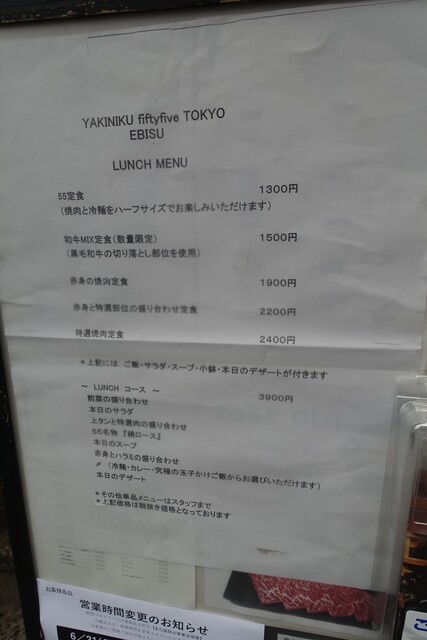 YAKINIKU fiftyfive TOKYO
EBISU
LUNCH MENU
55定食 1300円
(焼肉と冷麺をハーフサイズでお楽しみいただけます)
和牛MIX定食(数量限定) 1500円
(黒毛和牛の切り落とし部位を使用)
赤身の焼肉定食 1900円
赤身と特選部位の盛り合わせ定食 2200円
特選焼肉定食 2400円
*上記には ご飯・サラダ・スープ・小鉢・本日のデザートが付きます
~ LUNCH コース ~ 3900円
前菜の盛り合わせ
本日のサラダ
上タンと特選肉の盛り合わせ
55名物 『絹ロース』
本日のスープ
赤身とハラミの盛り合わせ
〆 (冷麺・カレー・究極の玉子かけご飯からお選びいただけます)
本日のデザート
*その他単品メニューはスタッフまで
*上記価格は税抜き価格となっております
お客様各位
営業時間変更のお知らせ